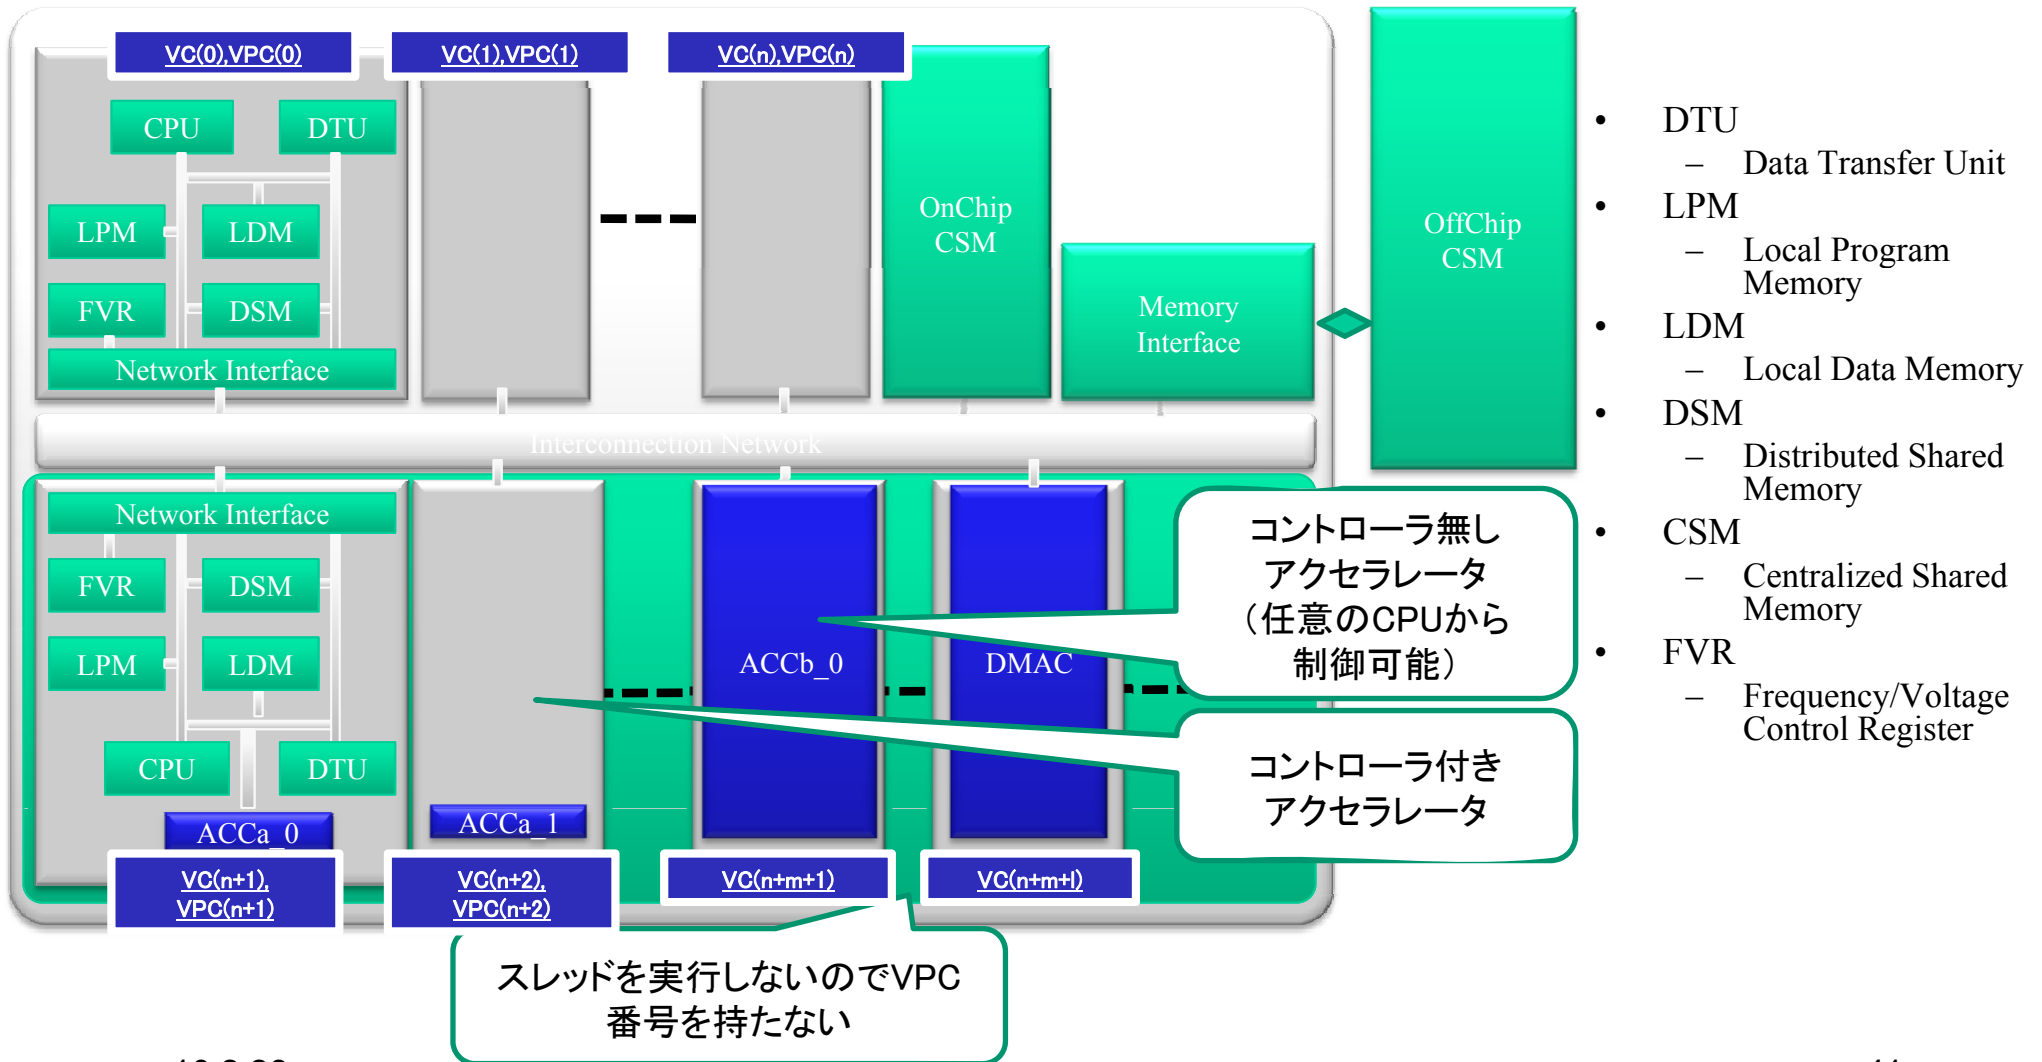 VC(0),VPC(0)
VC(1),VPC(1)
VC(n),VPC(n)
CPU
DTU
LPM
LDM
FVR
DSM
Network Interface
OnChip
CSM
Memory
Interface
OffChip
CSM
Interconnection Network
Network Interface
FVR
DSM
LPM
LDM
CPU
DTU
ACCa_0
ACCa_1
ACCb_0
DMAC
VC(n+1),
VPC(n+1)
VC(n+2),
VPC(n+2)
VC(n+m+1)
VC(n+m+l)
コントローラ無し
アクセラレータ
（任意のCPUから
制御可能）
コントローラ付き
アクセラレータ
スレッドを実行しないのでVPC
番号を持たない
• DTU
– Data Transfer Unit
• LPM
– Local Program
Memory
• LDM
– Local Data Memory
• DSM
– Distributed Shared
Memory
• CSM
– Centralized Shared
Memory
• FVR
– Frequency/Voltage
Control Register